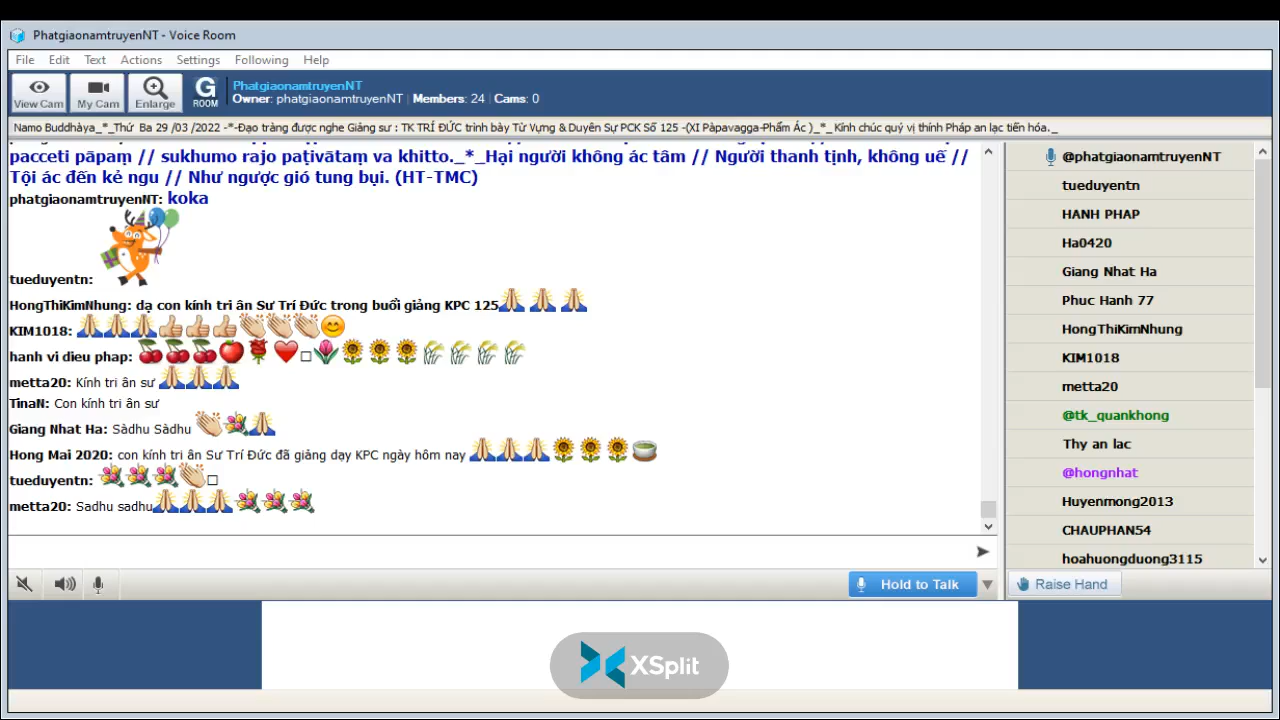 PhatgiaonamtruyenNT - Voice Room
File Edit Text Actions Settings Following Help
View Cam My Cam Enlarge G ROOM
PhatgiaonamtruyenNT
Owner: phatgiaonamtruyenNT | Members: 24 | Cams: 0
Namo Buddhàya_*_Thứ Ba 29 /03 /2022 -*-Đạo tràng được nghe Giảng sư : TK TRÍ ĐỨC trình bày Từ Vựng & Duyên Sự PCK Số 125 -(XI Pàpavagga-Phẩm Ác )_*_ Kính chúc quý vị thính Pháp an lạc tiến hóa._
pacceti pāpaṃ // sukhumo rajo paṭivātaṃ va khitto._*_Hại người không ác tâm // Người thanh tịnh, không uế //
Tội ác đến kẻ ngu // Như ngược gió tung bụi. (HT-TMC)
phatgiaonamtruyenNT: koka
tueduyentn:
HongThiKimNhung: dạ con kính tri ân Sư Trí Đức trong buổi giảng KPC 125🙏 🙏 🙏
KIM1018: 🙏🙏🙏👍👍👍👏👏👏😊
hanh vi dieu phap: 🍒🍒🍒🍎🌹❤□🌷🌻🌻🌻🌾🌾🌾🌾
metta20: Kính tri ân sư 🙏🙏🙏
TinaN: Con kính tri ân sư
Giang Nhat Ha: Sàdhu Sàdhu 👏💐🙏
Hong Mai 2020: con kính tri ân Sư Trí Đức đã giảng dạy KPC ngày hôm nay 🙏🙏🙏🌻🌻🌻🍵
tueduyentn: 💐💐💐👏□
metta20: Sadhu sadhu🙏🙏🙏💐💐💐
Hold to Talk
@phatgiaonamtruyenNT
tueduyentn
HANH PHAP
Ha0420
Giang Nhat Ha
Phuc Hanh 77
HongThiKimNhung
KIM1018
metta20
@tk_quankhong
Thy an lac
@hongnhat
Huyenmong2013
CHAUPHAN54
hoahuongduong3115
Raise Hand
XSplit